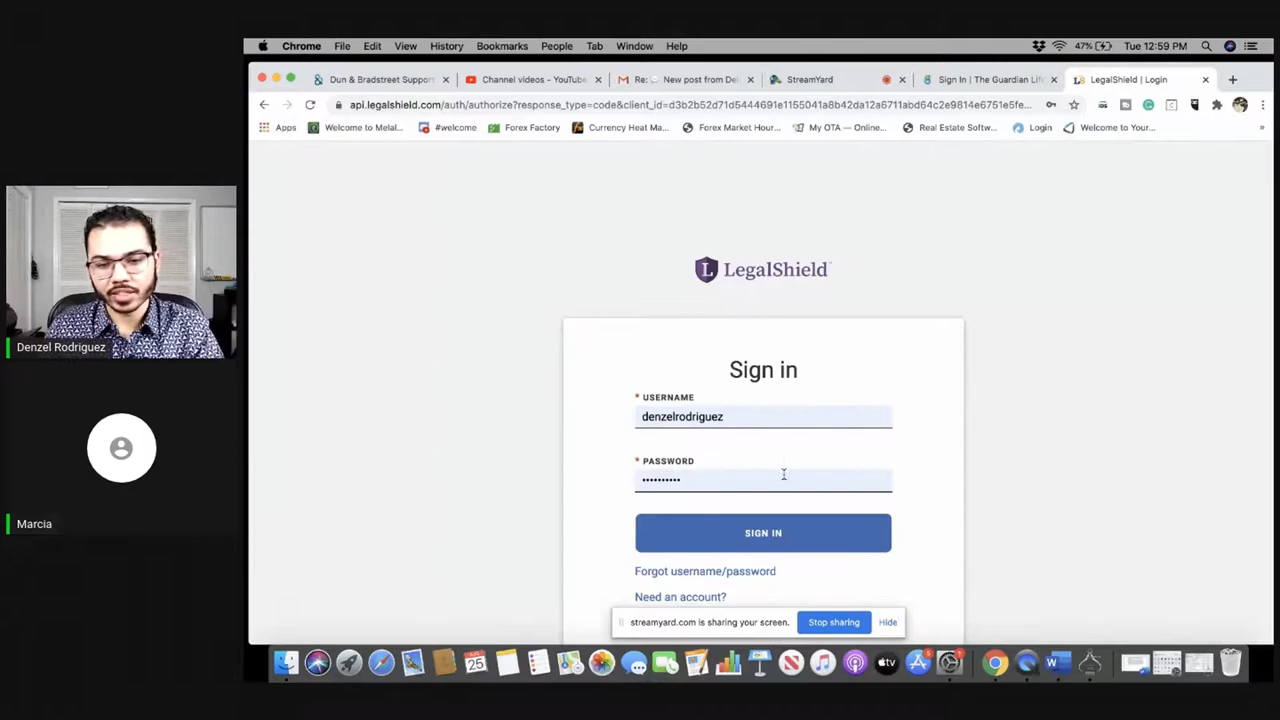 Chrome File Edit View History Bookmarks People Tab Window Help
47% Tue 12:59 PM
Dun & Bradstreet Support
Channel videos - YouTube
Re: New post from De
StreamYard
Sign In | The Guardian Lif
LegalShield | Login
api.legalshield.com/auth/authorize?response_type=code&client_id=d3b2b52d71d5444691e1155041a8b42da12a6711abd64c2e9814e6751e5fe...
Apps
Welcome to Melal...
#welcome
Forex Factory
Currency Heat Ma...
Forex Market Hour...
My OTA — Online...
Real Estate Softw...
Login
Welcome to Your...
»
L LegalShield
Sign in
* USERNAME
denzelrodriguez
* PASSWORD
••••••••••
SIGN IN
Forgot username/password
Need an account?
streamyard.com is sharing your screen.
Stop sharing
Hide
Denzel Rodriguez
Marcia
25
tv
W
5
1